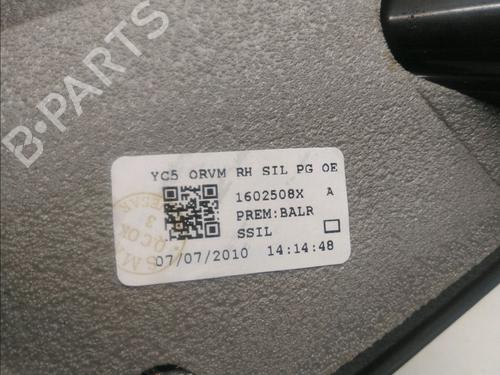 B-PARTS
YC5 ORVM RH SIL PG OE
1602508X A
PREM:BALR
SSIL
07/07/2010 14:14:48